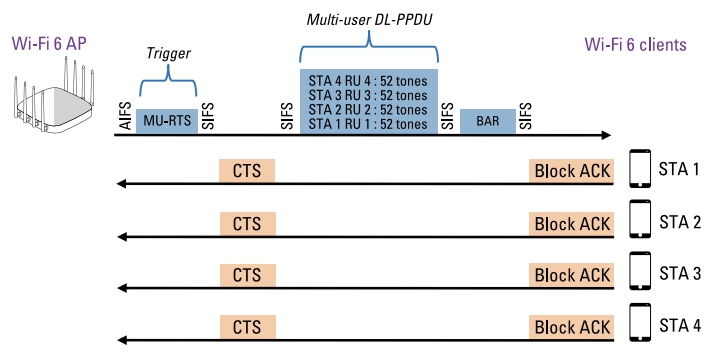 Multi-user DL-PPDU
Wi-Fi 6 AP
Trigger
Wi-Fi 6 clients
AIFS
MU-RTS
SIFS
SIFS
STA 4 RU 4 : 52 tones
STA 3 RU 3 : 52 tones
STA 2 RU 2 : 52 tones
STA 1 RU 1 : 52 tones
SIFS
BAR
SIFS
CTS
Block ACK
STA 1
CTS
Block ACK
STA 2
CTS
Block ACK
STA 3
CTS
Block ACK
STA 4